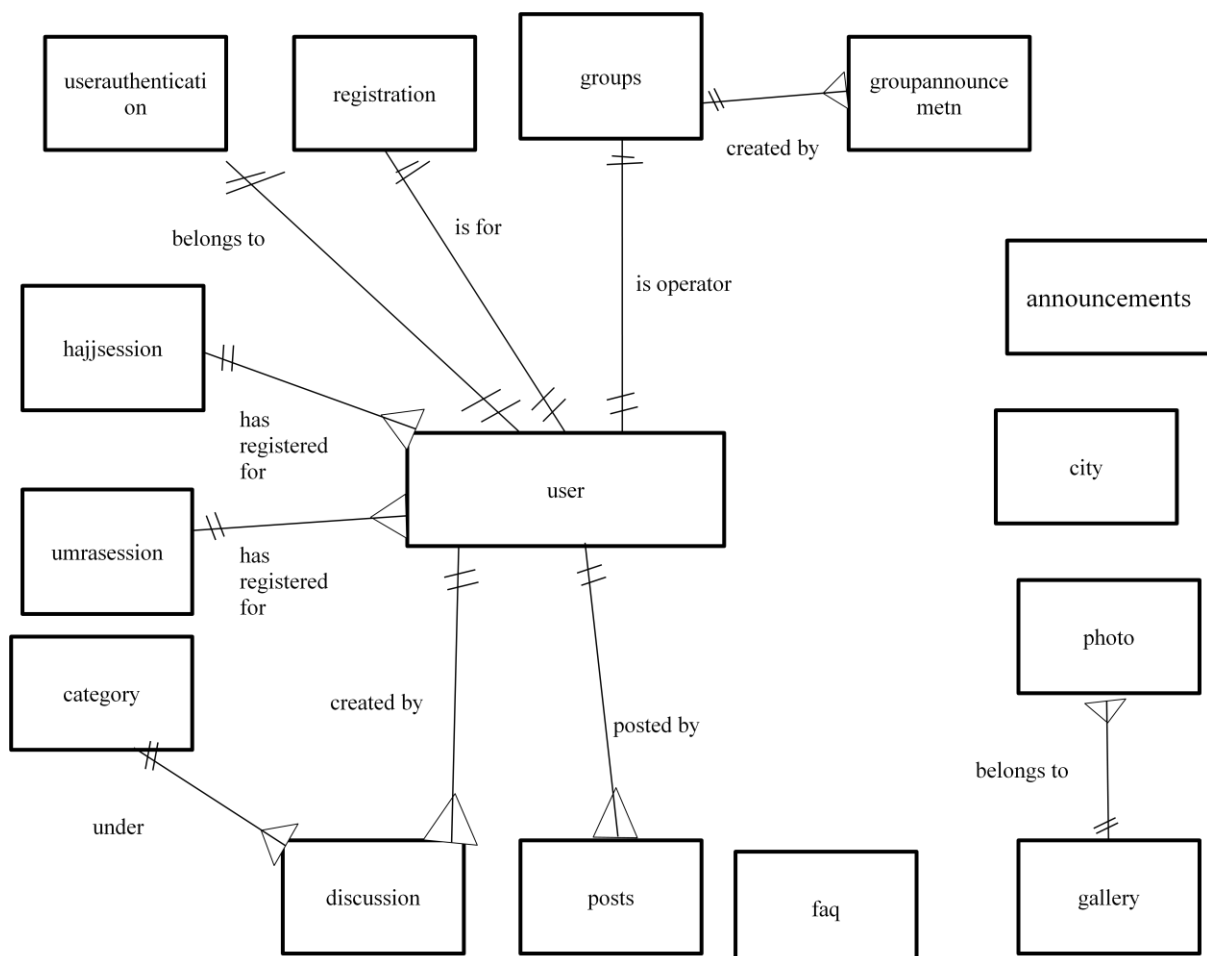 userauthenticati
on
registration
groups
groupannounce
metn
created by
belongs to
is for
is operator
announcements
hajjsession
has
registered
for
user
city
umrasession
has
registered
for
photo
category
created by
posted by
belongs to
under
discussion
posts
faq
gallery